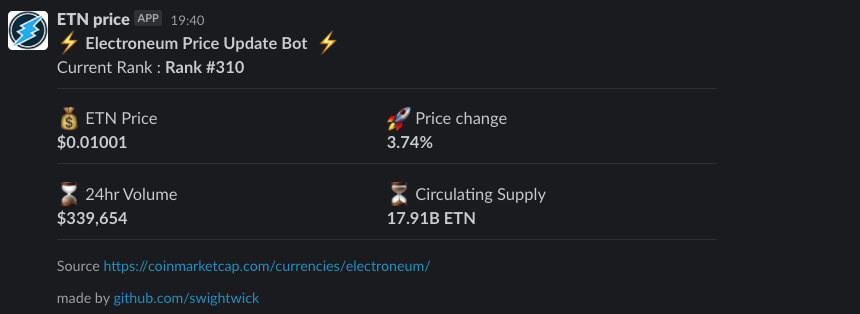 ETN price APP 19:40
⚡ Electroneum Price Update Bot ⚡
Current Rank : Rank #310
💰 ETN Price
$0.01001
🚀 Price change
3.74%
⏳ 24hr Volume
$339,654
⏳ Circulating Supply
17.91B ETN
Source https://coinmarketcap.com/currencies/electroneum/
made by github.com/swightwick